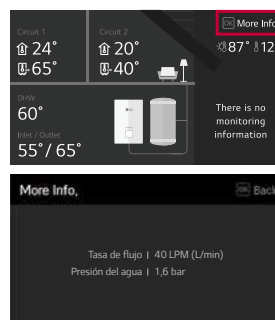 Circuit 1
24°
65°
Circuit 2
20°
40°
OK More Info
87° 12
DHW
60°
Inlet / Outlet
55°/ 65°
There is no
monitoring
information
More Info,
OK Back
Tasa de flujo | 40 LPM (L/min)
Presión del agua | 1,6 bar